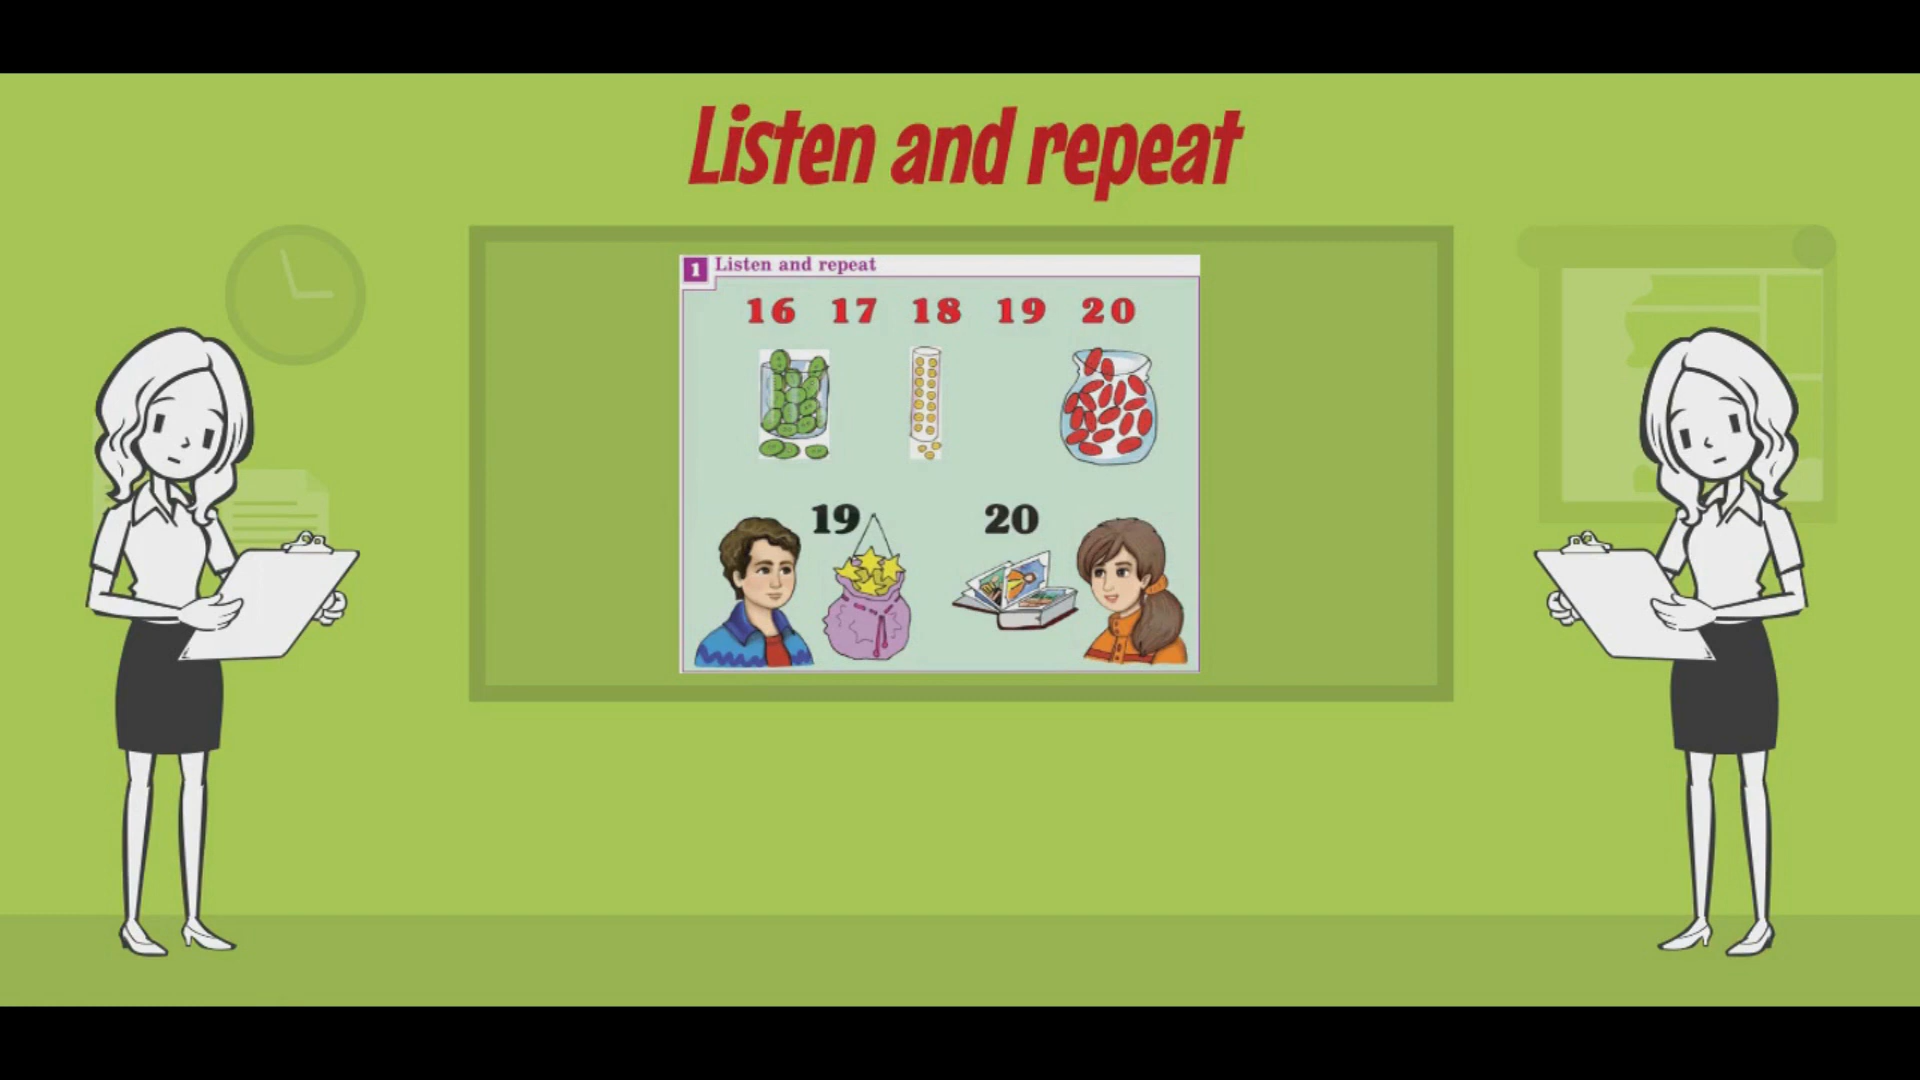 Listen and repeat
1 Listen and repeat
16 17 18 19 20
19 20